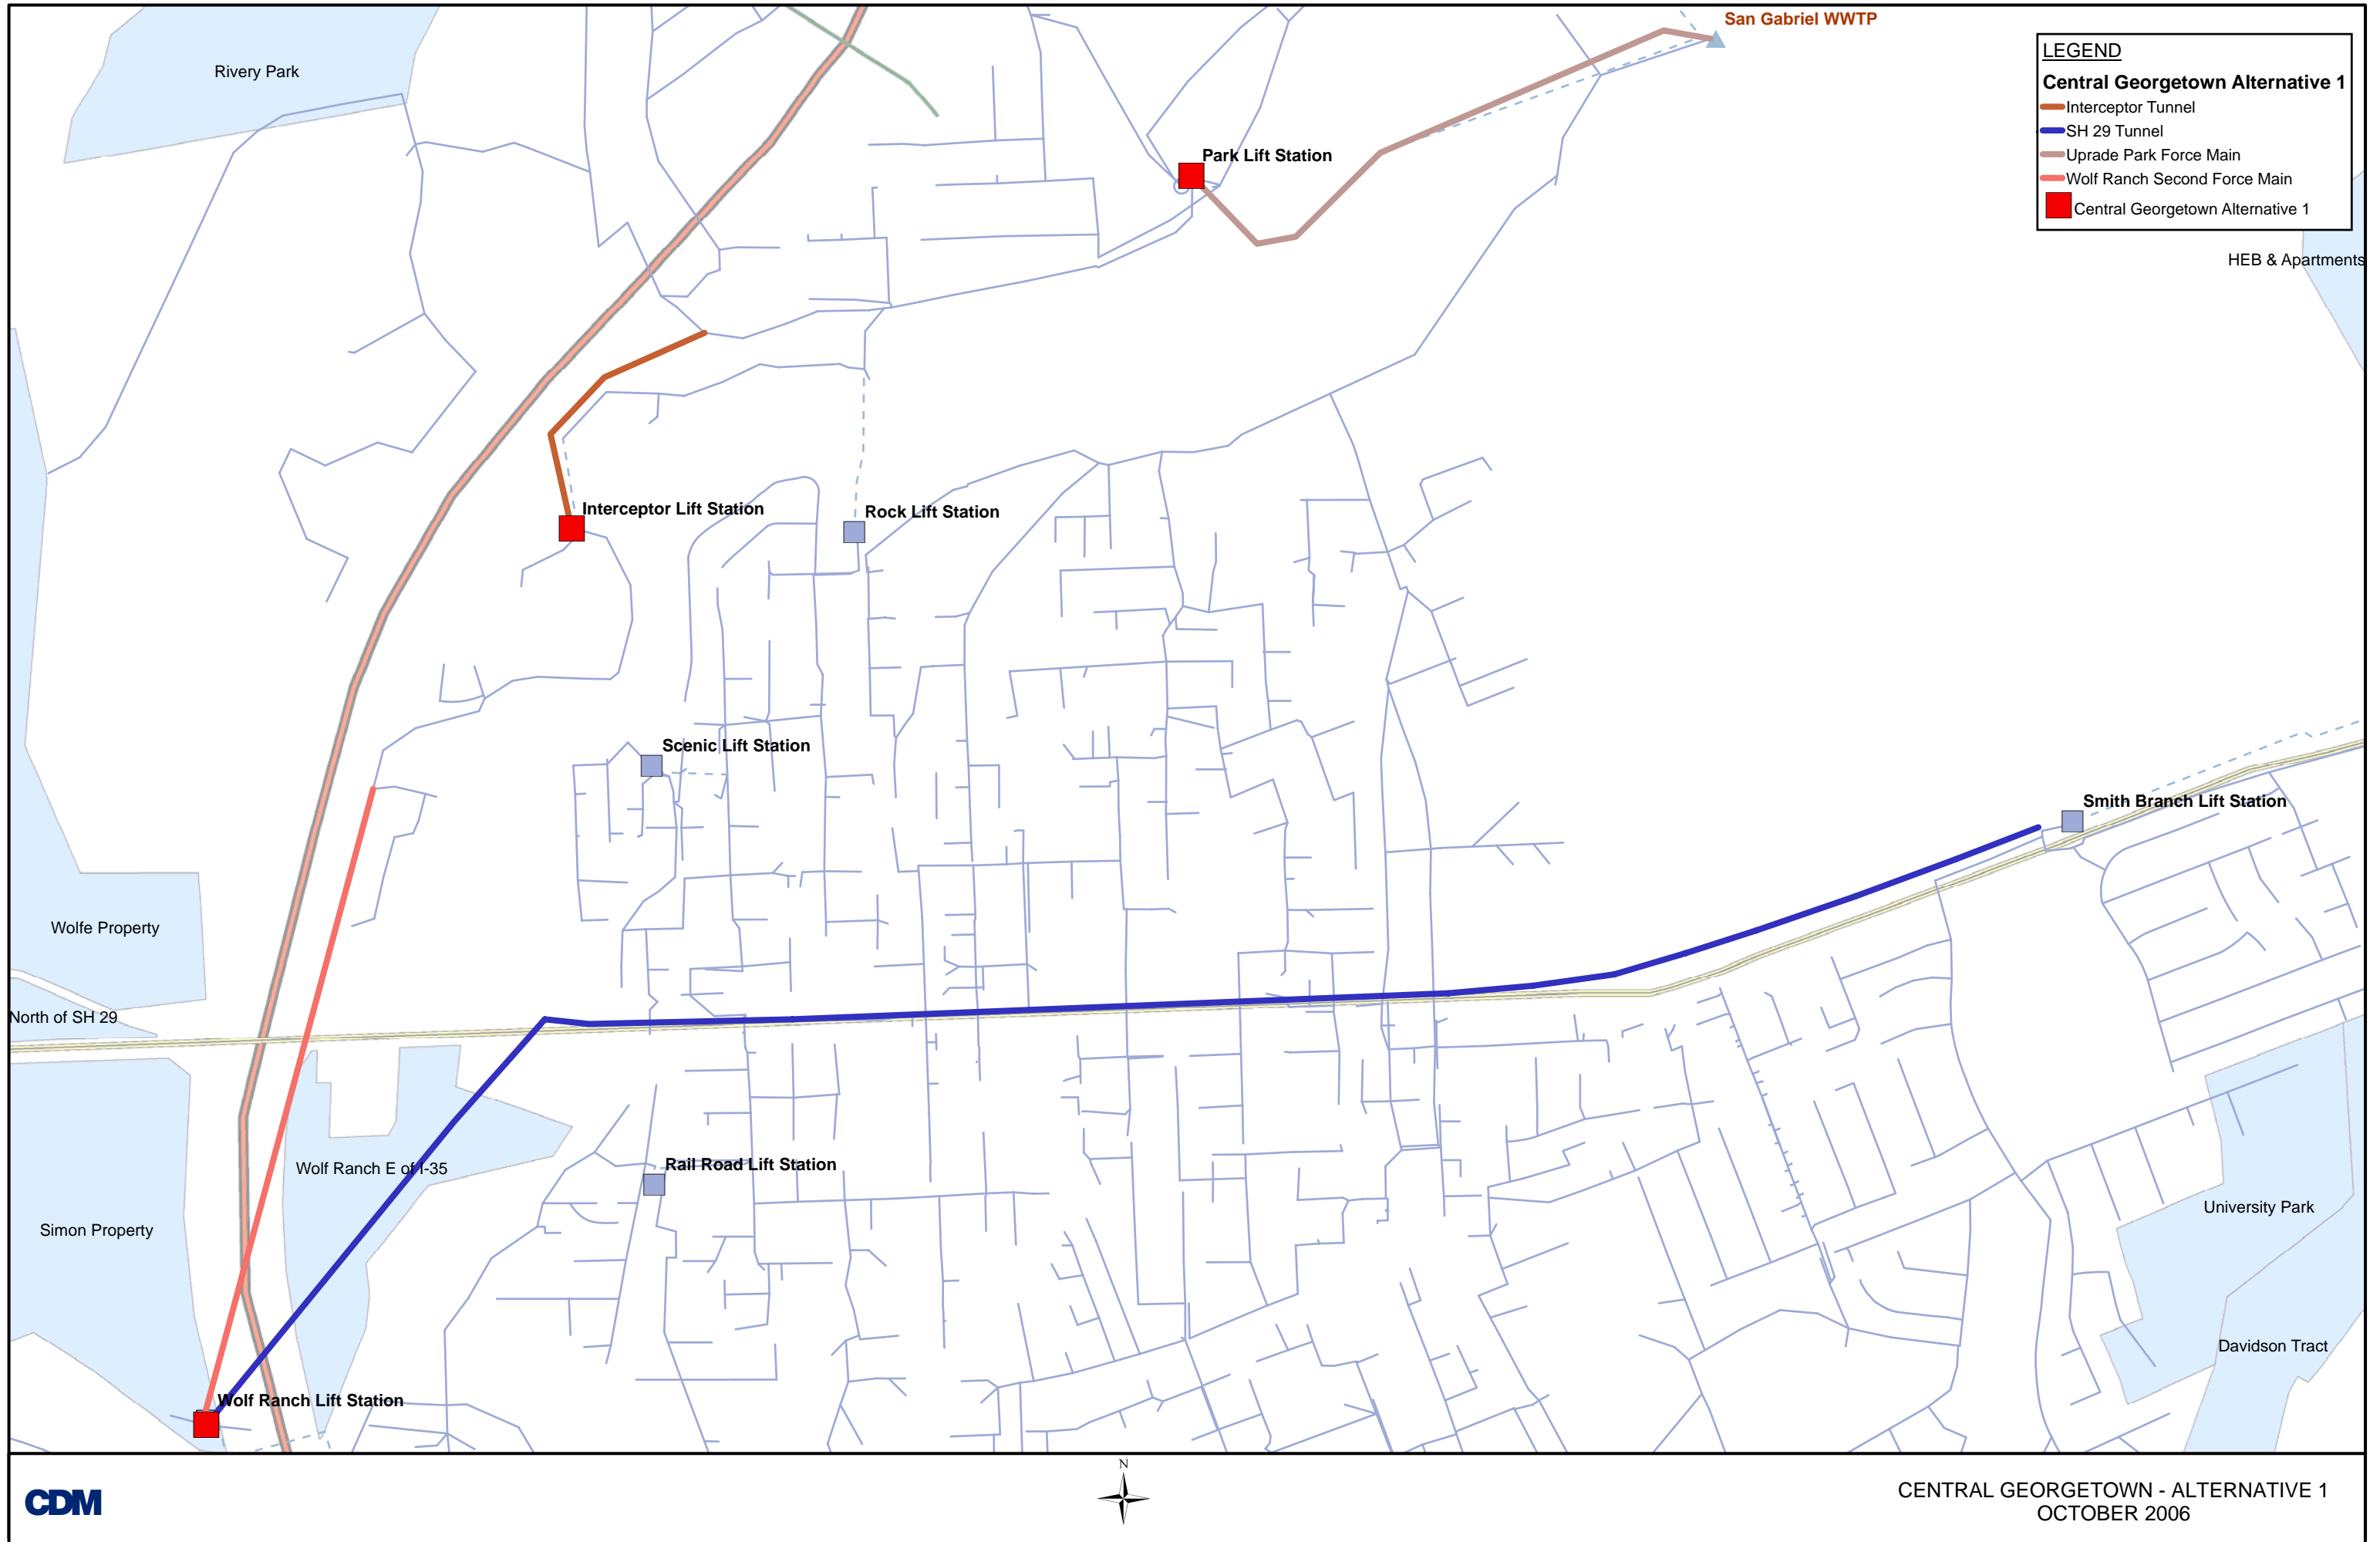 San Gabriel WWTP
LEGEND
Central Georgetown Alternative 1
Interceptor Tunnel
SH 29 Tunnel
Uprade Park Force Main
Wolf Ranch Second Force Main
Central Georgetown Alternative 1
Rivery Park
Park Lift Station
HEB & Apartments
Interceptor Lift Station
Rock Lift Station
Scenic Lift Station
Smith Branch Lift Station
Wolfe Property
North of SH 29
Rail Road Lift Station
Wolf Ranch E of I-35
University Park
Simon Property
Davidson Tract
Wolf Ranch Lift Station
N
CDM
CENTRAL GEORGETOWN - ALTERNATIVE 1
OCTOBER 2006